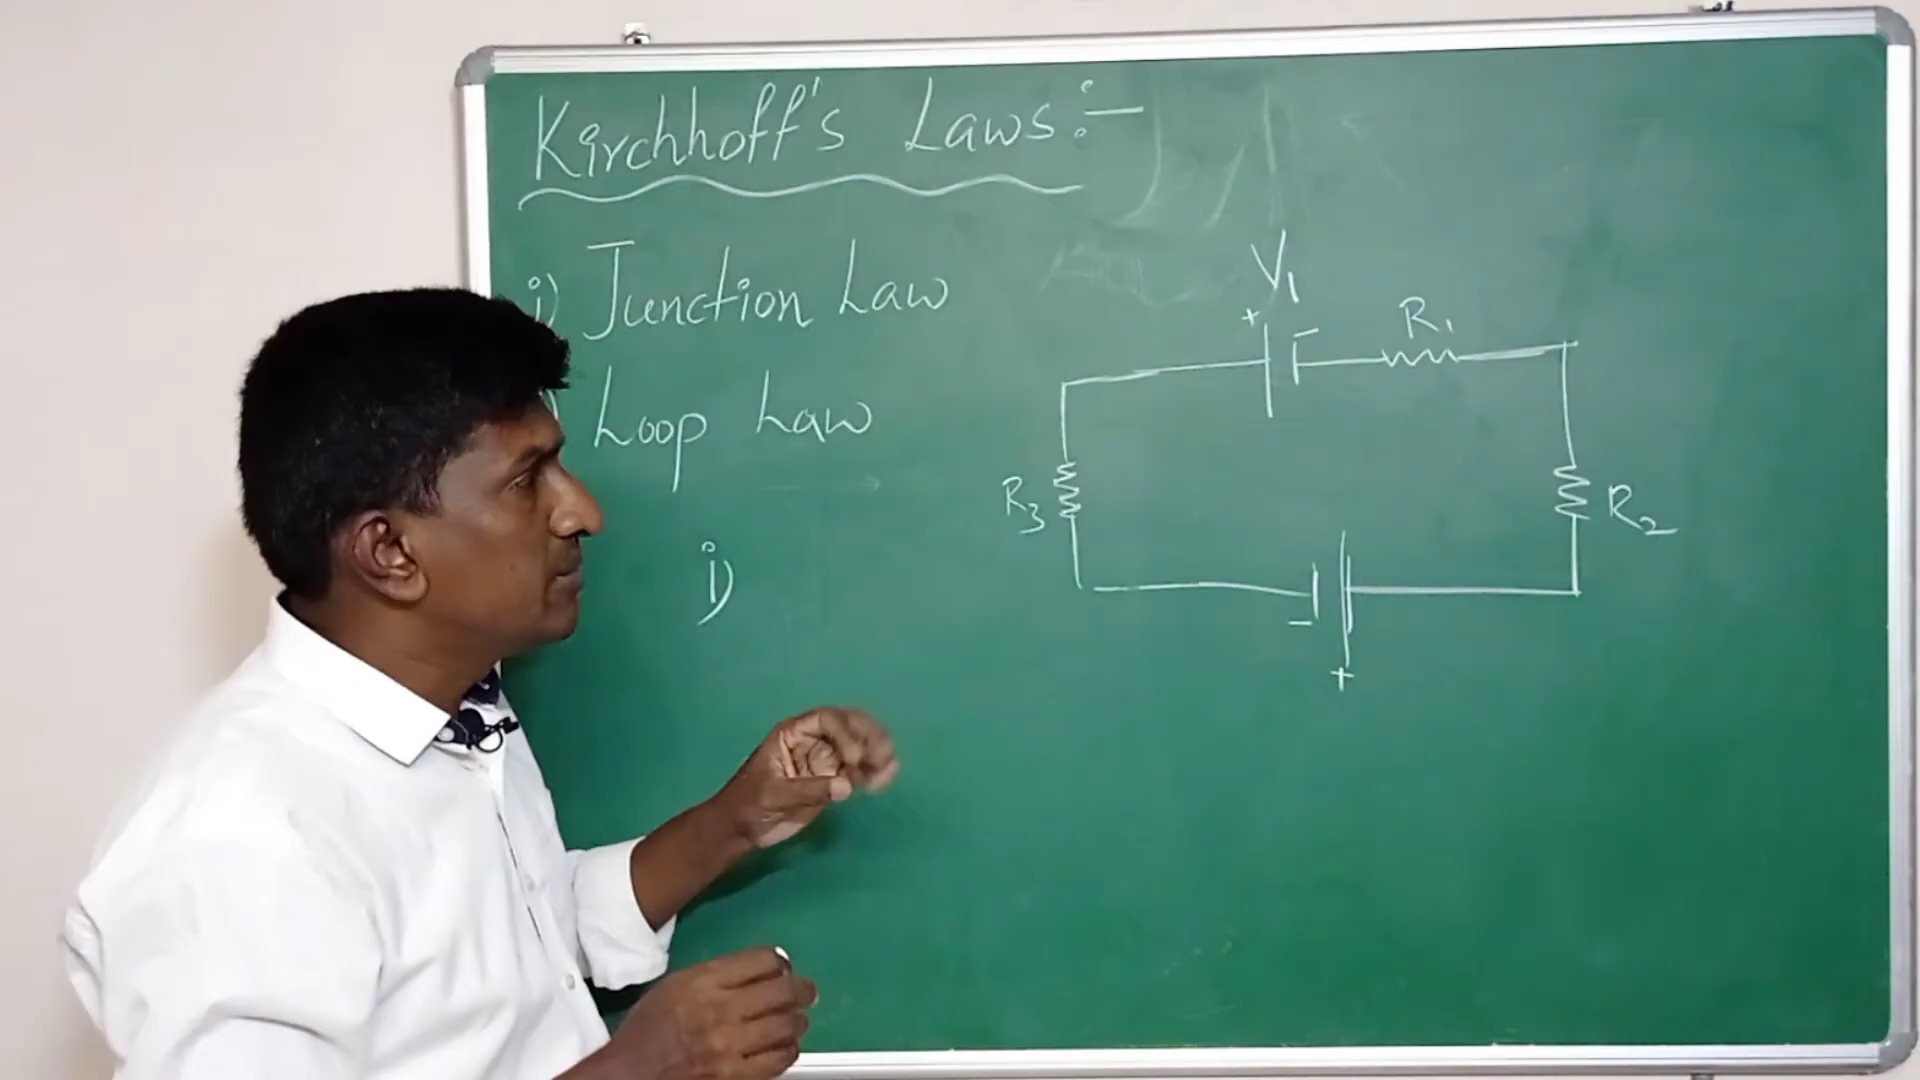 Kirchhoff's Laws:-
i) Junction Law
) Loop Law
i)
V1
+ -
R1
R3
R2
-
+